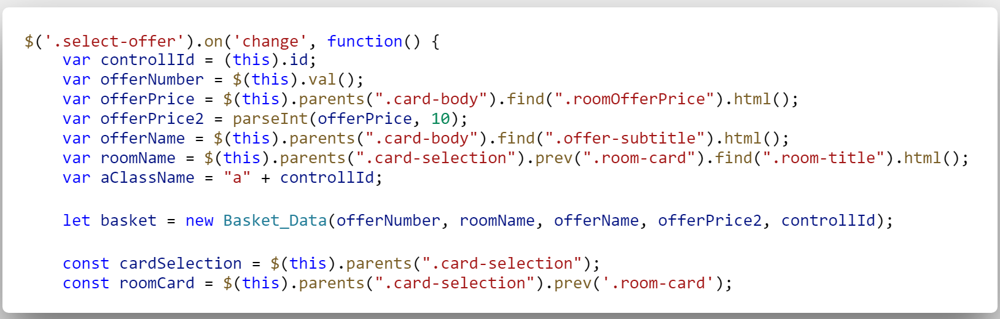 $('.select-offer').on('change', function() {
    var controllId = (this).id;
    var offerNumber = $(this).val();
    var offerPrice = $(this).parents(".card-body").find(".roomOfferPrice").html();
    var offerPrice2 = parseInt(offerPrice, 10);
    var offerName = $(this).parents(".card-body").find(".offer-subtitle").html();
    var roomName = $(this).parents(".card-selection").prev(".room-card").find(".room-title").html();
    var aClassName = "a" + controllId;

    let basket = new Basket_Data(offerNumber, roomName, offerName, offerPrice2, controllId);

    const cardSelection = $(this).parents(".card-selection");
    const roomCard = $(this).parents(".card-selection").prev('.room-card');